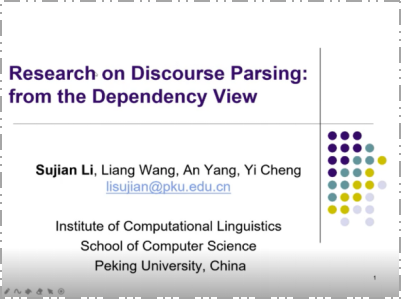 Research on Discourse Parsing:
from the Dependency View
Sujian Li, Liang Wang, An Yang, Yi Cheng
lisujian@pku.edu.cn
Institute of Computational Linguistics
School of Computer Science
Peking University, China
1